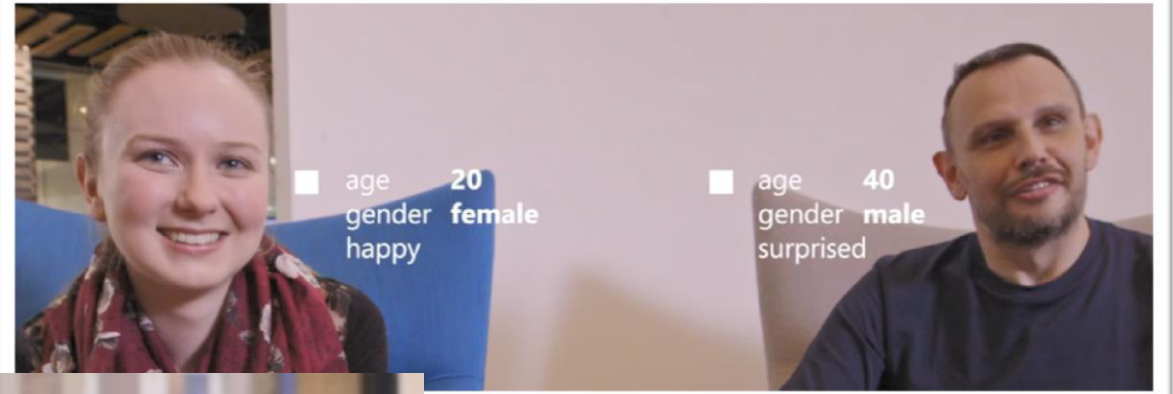 age 20
gender female
happy
age 40
gender male
surprised